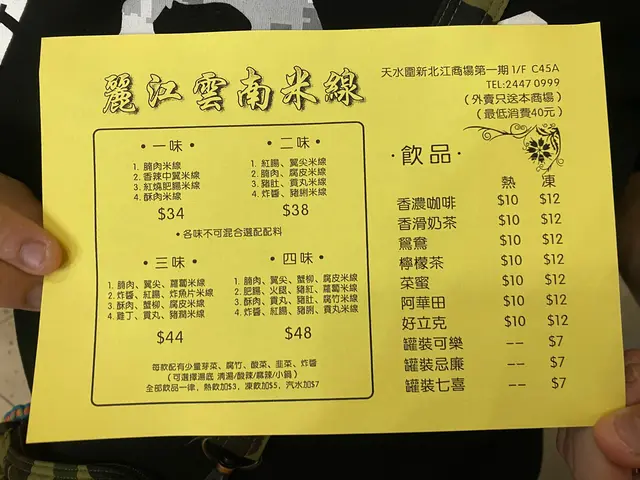 麗江雲南米線
天水圍新北江商場第一期 1/F C45A
TEL:2447 0999
(外賣只送本商場)
(最低消費40元)
·一味·
1. 腩肉米線
2. 香辣中翼米線
3. 紅燒肥腸米線
4. 酥肉米線
$34
·二味·
1. 紅腸、翼尖米線
2. 腩肉、腐皮米線
3. 豬肚、貢丸米線
4. 炸醬、豬脷米線
$38
·各味不可混合選配配料
·三味·
1. 腩肉、翼尖、蘿蔔米線
2. 炸醬、紅腸、炸魚片米線
3. 酥肉、蟹柳、腐皮米線
4. 雞丁、貢丸、豬潤米線
$44
·四味·
1. 腩肉、翼尖、蟹柳、腐皮米線
2. 肥腸、火腿、豬紅、蘿蔔米線
3. 酥肉、貢丸、豬肚、腐竹米線
4. 炸醬、紅腸、豬脷、貢丸米線
$48
每款配有少量芽菜、腐竹、酸菜、韭菜、炸醬
(可選擇湯底 清湯/酸辣/麻辣/小鍋)
全部飲品一律，熱飲加$3，凍飲加$5，汽水加$7
·飲品·
熱 凍
香濃咖啡 $10 $12
香滑奶茶 $10 $12
鴛鴦 $10 $12
檸檬茶 $10 $12
菜蜜 $10 $12
阿華田 $10 $12
好立克 $10 $12
罐裝可樂 -- $7
罐裝忌廉 -- $7
罐裝七喜 -- $7